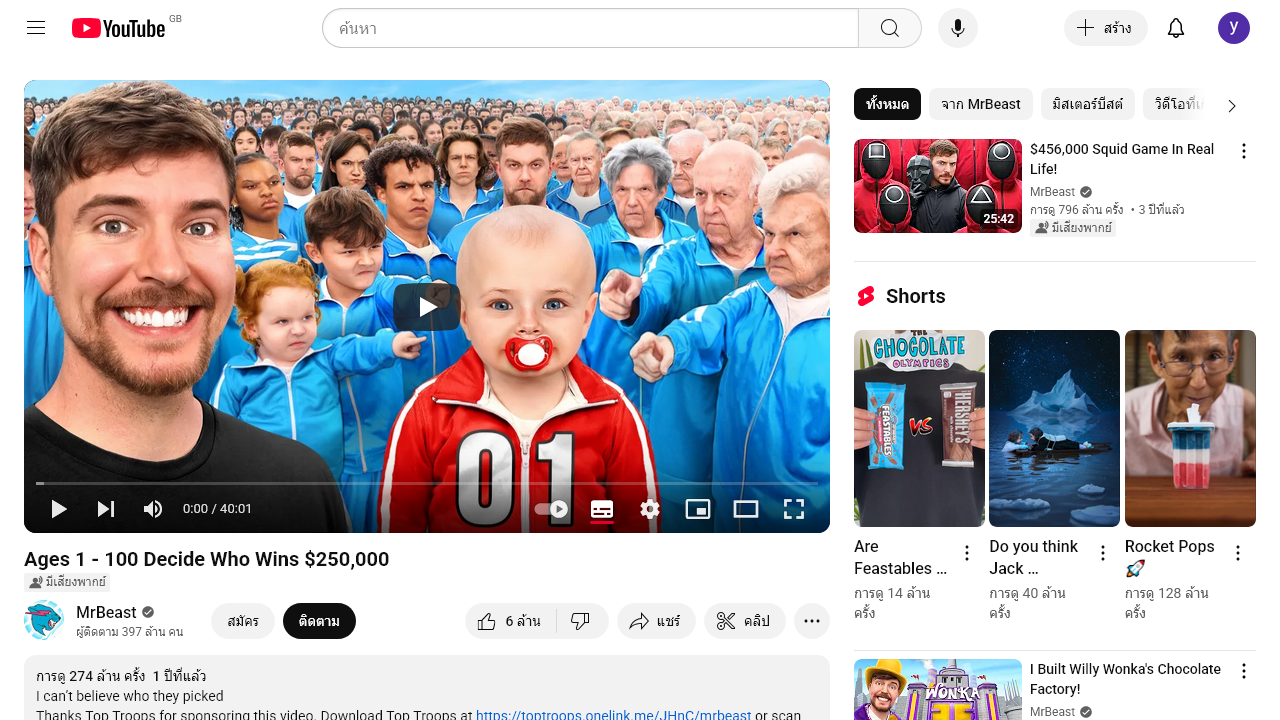 YouTube GB
ค้นหา
สร้าง
y
01
0:00 / 40:01
Ages 1 - 100 Decide Who Wins $250,000
มีเสียงพากย์
MrBeast
ผู้ติดตาม 397 ล้าน คน
สมัคร
ติดตาม
6 ล้าน
แชร์
คลิป
การดู 274 ล้าน ครั้ง 1 ปีที่แล้ว
I can’t believe who they picked
Thanks Top Troops for sponsoring this video. Download Top Troops at https://toptroops.onelink.me/JHnC/mrbeast or scan
ทั้งหมด
จาก MrBeast
มิสเตอร์บีสต์
วิดีโอที่เ
25:42
$456,000 Squid Game In Real
Life!
MrBeast
การดู 796 ล้าน ครั้ง • 3 ปีที่แล้ว
มีเสียงพากย์
Shorts
THE
CHOCOLATE
OLYMPICS
FEASTABLES
VS
HERSHEY'S
Are
Feastables ...
การดู 14 ล้าน
ครั้ง
Do you think
Jack ...
การดู 40 ล้าน
ครั้ง
Rocket Pops
🚀
การดู 128 ล้าน
ครั้ง
WONKA
I Built Willy Wonka's Chocolate
Factory!
MrBeast